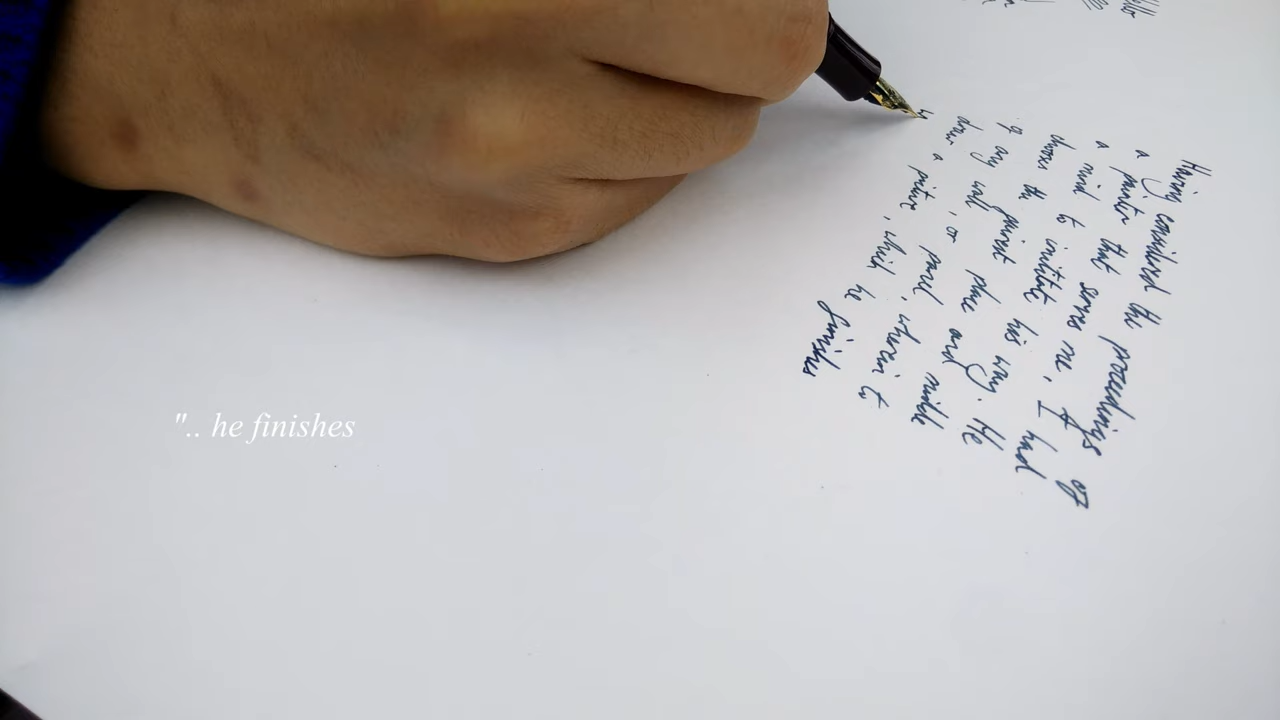 Having considered the proceedings of
a painter that serves me, I had
a mind to imitate his way. He
chooses the fairest place and middle
of any wall, or panel, wherein to
draw a picture, which he finishes
".. he finishes